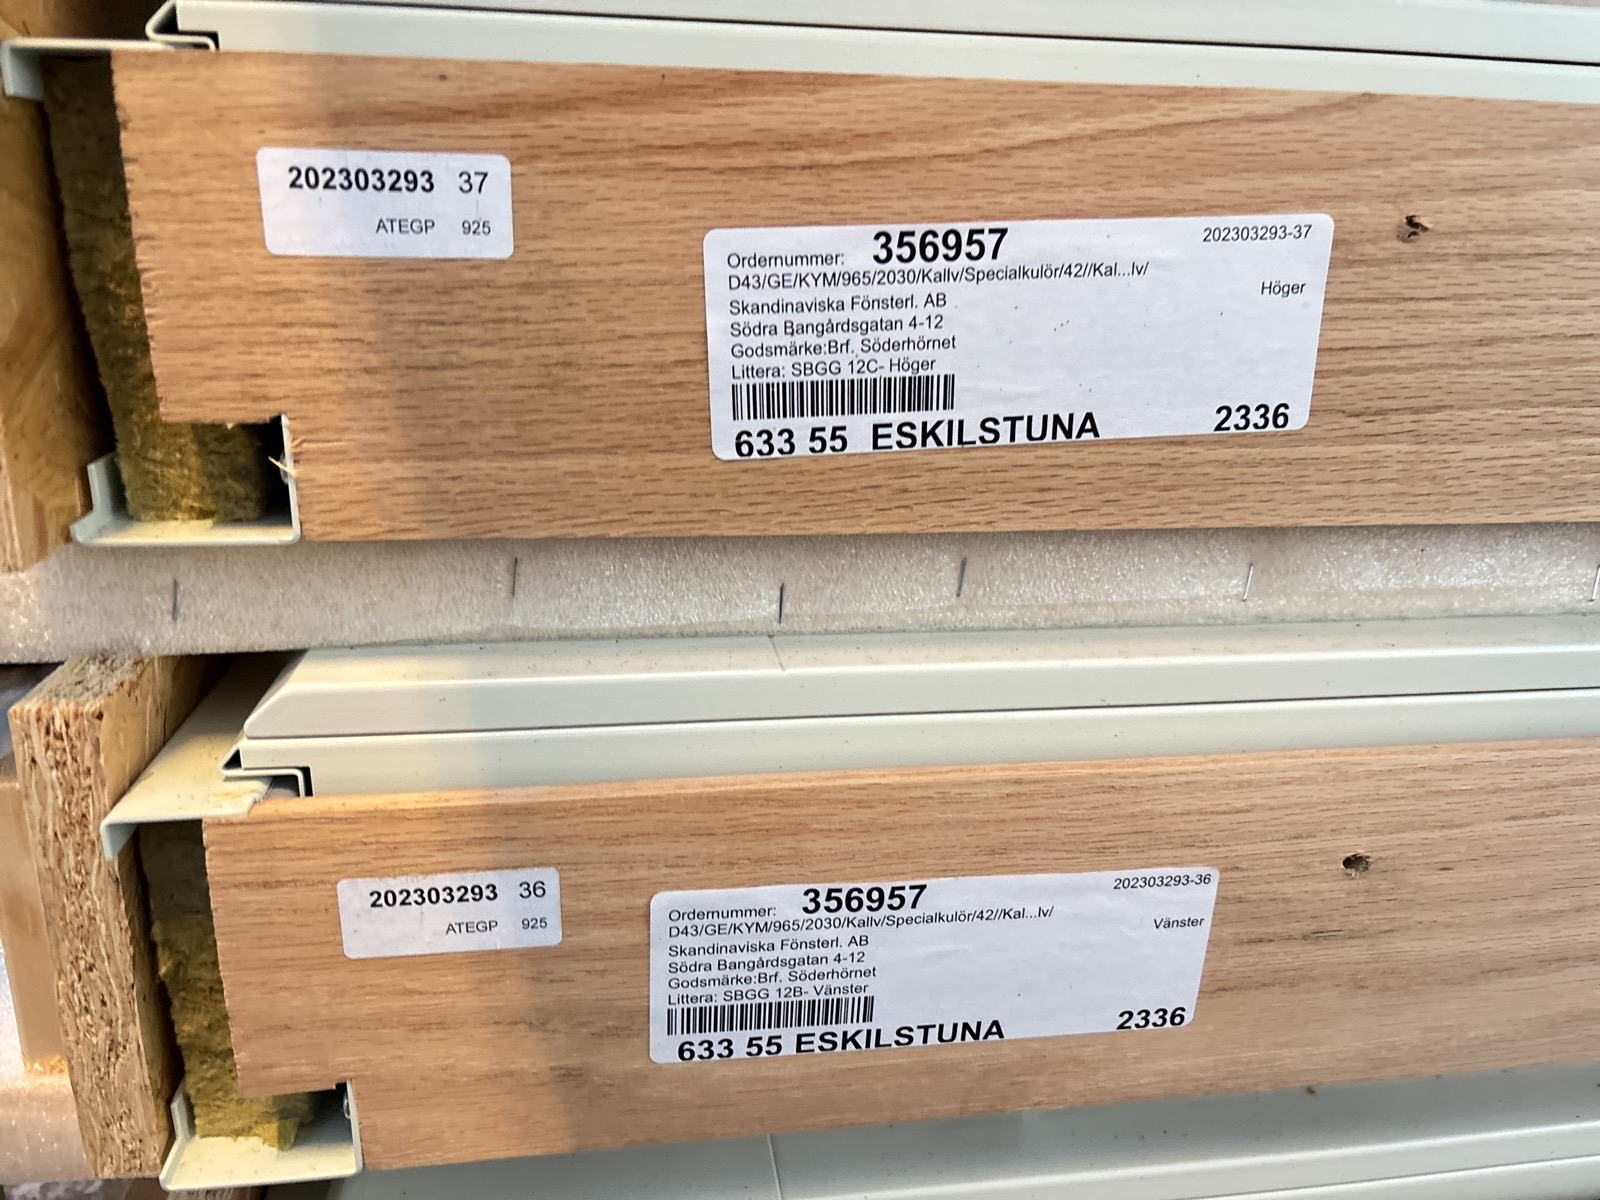 202303293 37
ATEGP 925
Ordernummer: 356957 202303293-37
D43/GE/KYM/965/2030/Kallv/Specialkulör/42//Kal...lv/
Höger
Skandinaviska Fönsterl. AB
Södra Bangårdsgatan 4-12
Godsmärke:Brf. Söderhörnet
Littera: SBGG 12C- Höger
633 55 ESKILSTUNA 2336
202303293 36
ATEGP 925
Ordernummer: 356957 202303293-36
D43/GE/KYM/965/2030/Kallv/Specialkulör/42//Kal...lv/
Vänster
Skandinaviska Fönsterl. AB
Södra Bangårdsgatan 4-12
Godsmärke:Brf. Söderhörnet
Littera: SBGG 12B- Vänster
633 55 ESKILSTUNA 2336